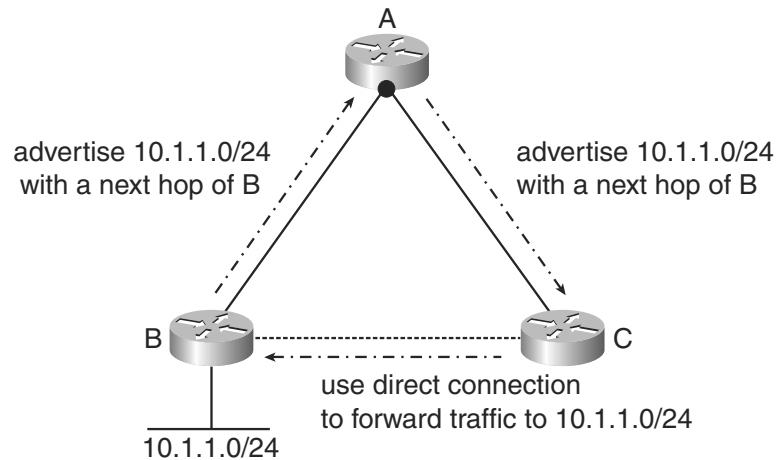 A
advertise 10.1.1.0/24
with a next hop of B
advertise 10.1.1.0/24
with a next hop of B
B
C
use direct connection
to forward traffic to 10.1.1.0/24
10.1.1.0/24